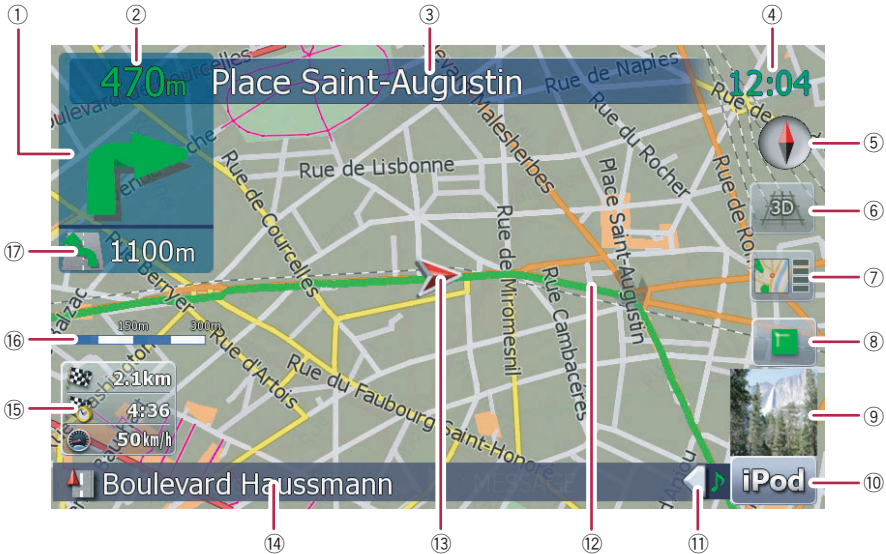 ① ② ③ ④
470m Place Saint-Augustin 12:04
Rue de Naples
Malesherbes
Rue du Rocher
⑤
Rue de Lisbonne
⑥ 3D
Place Saint-Augustin
Rue de Courcelles
⑰ 1100m
Rue de Miromesnil
⑦
Rue Berryer
Balzac
Rue Cambacérès
⑯ 150m 300m
⑧
Rue d'Artois
Rue du Faubourg Saint-Honoré
Washington
⑮ 2.1km
4:36
50km/h
⑨
MESSAGE
Boulevard Haussmann
iPod ⑩
⑭ ⑬ ⑫ ⑪